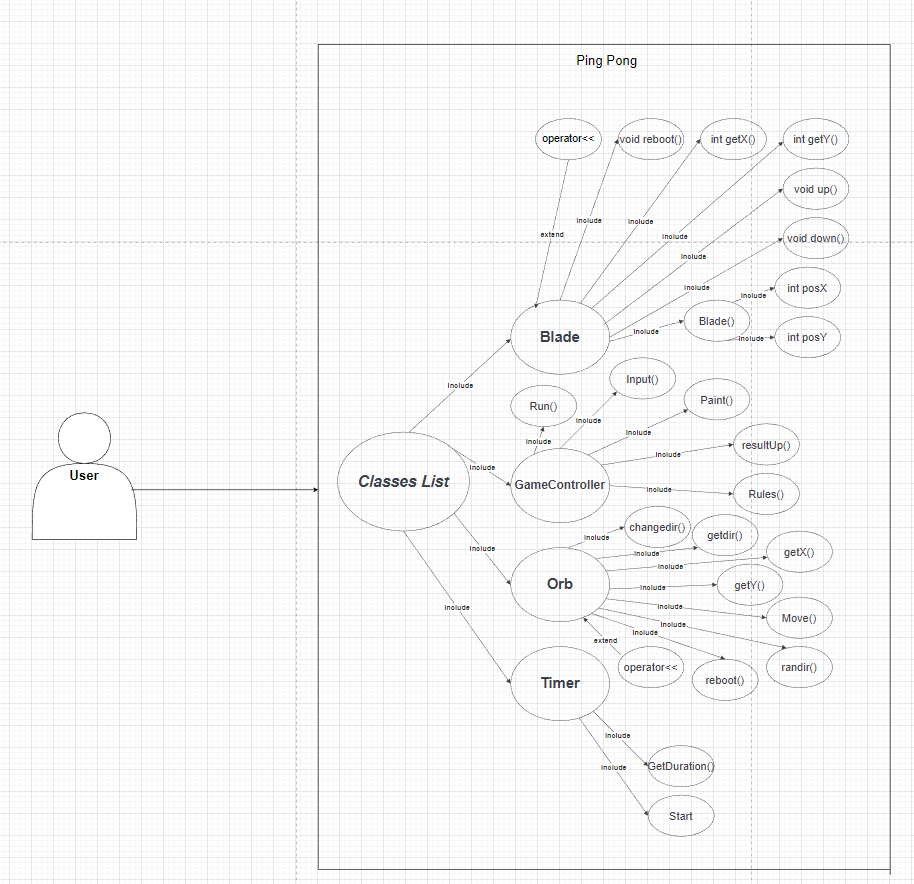 Ping Pong
operator<<
void reboot()
int getX()
int getY()
void up()
Include
Include
Include
extend
void down()
Include
Include
int posX
Include
Blade()
Include
Include
Blade
int posY
Include
Input()
Include
Run()
Paint()
Include
Include
Include
resultUp()
Include
User
Classes List
Include
GameController
Include
Rules()
changedir()
getdir()
Include
Include
Include
getX()
Include
Orb
Include
getY()
Include
Include
Move()
Include
Include
extend
operator<<
randir()
Timer
reboot()
Include
Include
GetDuration()
Start